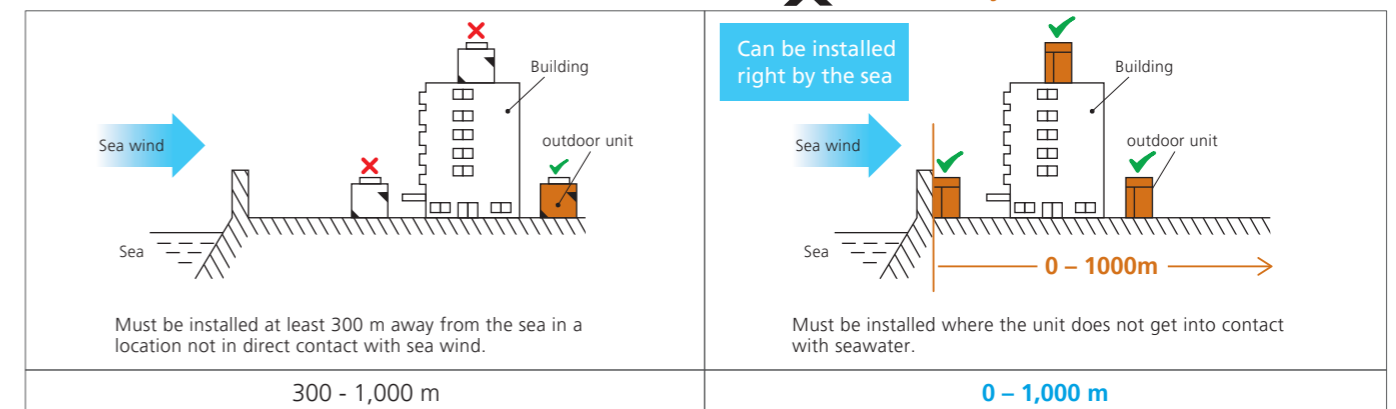 Building
outdoor unit
Sea wind
Sea
Must be installed at least 300 m away from the sea in a
location not in direct contact with sea wind.
300 - 1,000 m
Can be installed
right by the sea
Building
outdoor unit
Sea wind
Sea
0 – 1000m
Must be installed where the unit does not get into contact
with seawater.
0 – 1,000 m